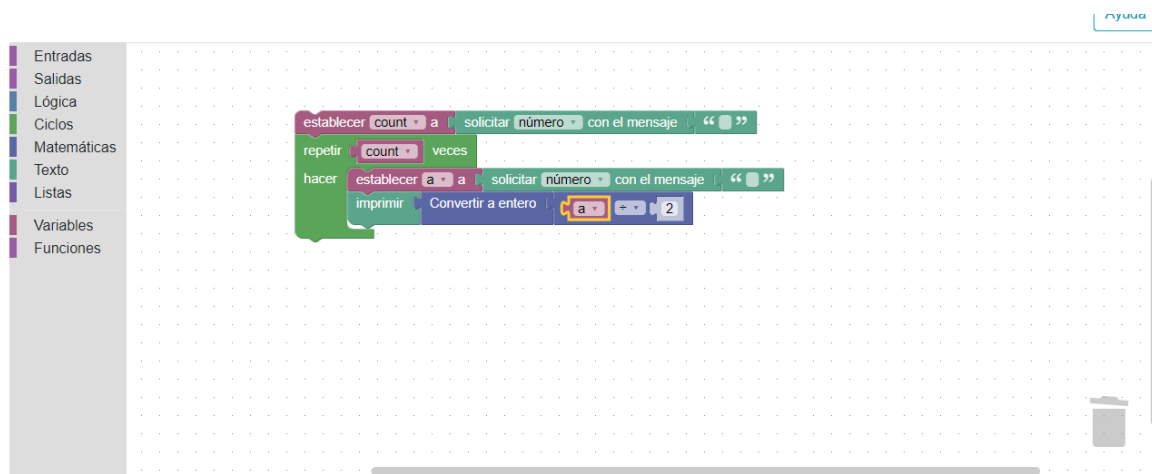 Ayuda
Entradas
Salidas
Lógica
Ciclos
Matemáticas
Texto
Listas
Variables
Funciones
establecer count a solicitar número con el mensaje “ ”
repetir count veces
hacer establecer a a solicitar número con el mensaje “ ”
imprimir Convertir a entero a ÷ 2